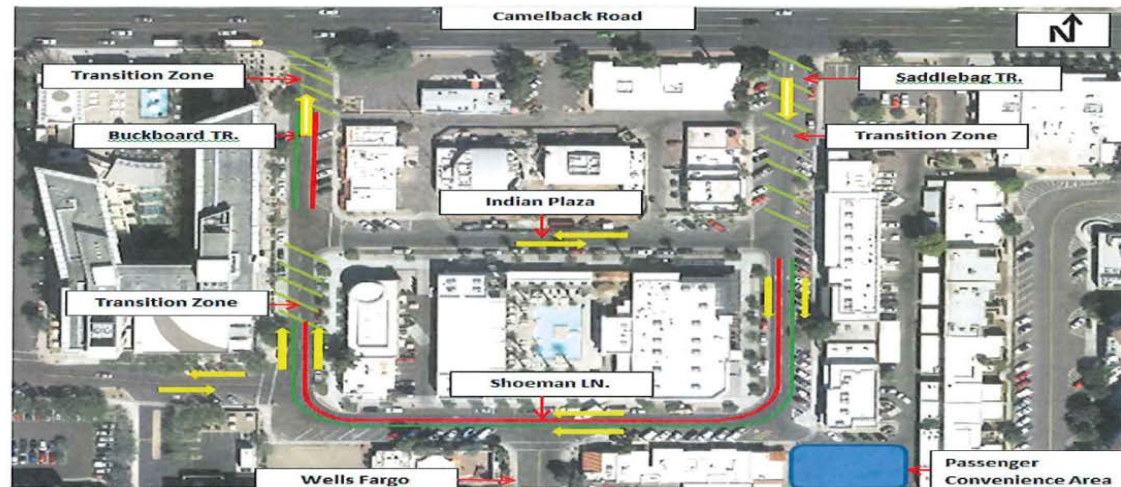 Camelback Road
N
Transition Zone
Saddlebag TR.
Buckboard TR.
Transition Zone
Indian Plaza
Transition Zone
Shoeman LN.
Wells Fargo
Passenger
Convenience Area